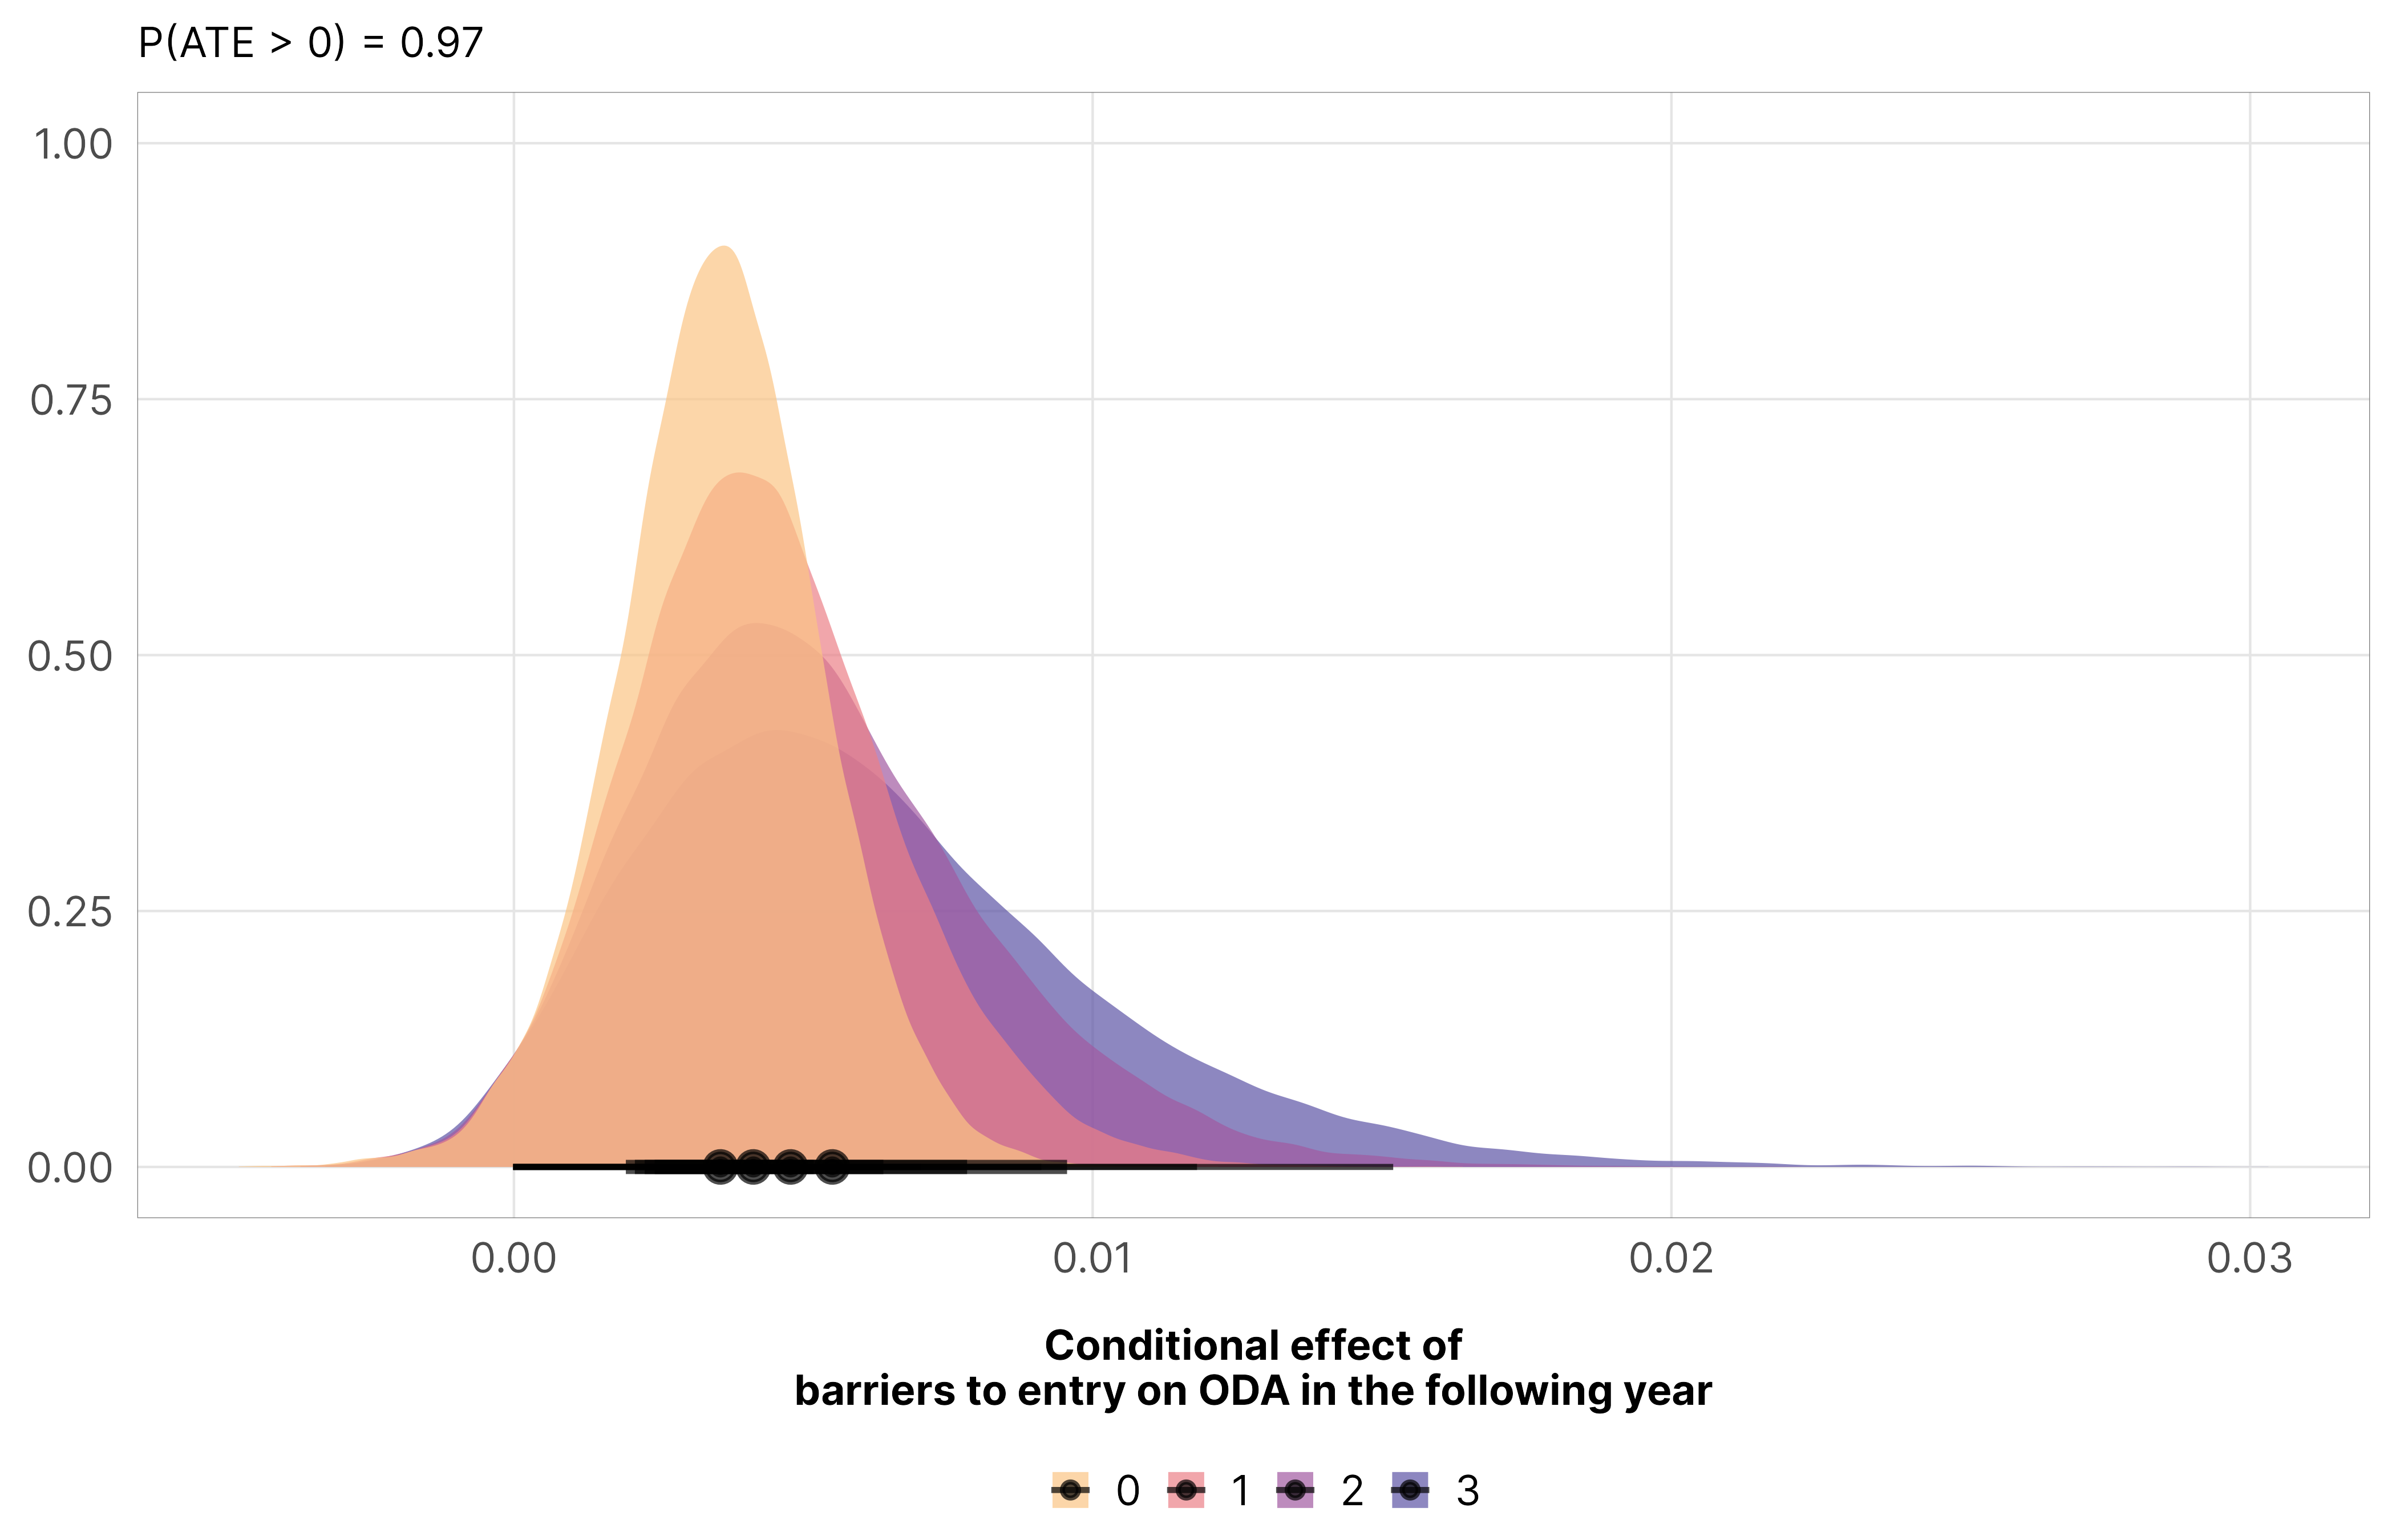 P(ATE > 0) = 0.97
1.00
0.75
0.50
0.25
0.00
0.00 0.01 0.02 0.03
Conditional effect of
barriers to entry on ODA in the following year
0 1 2 3